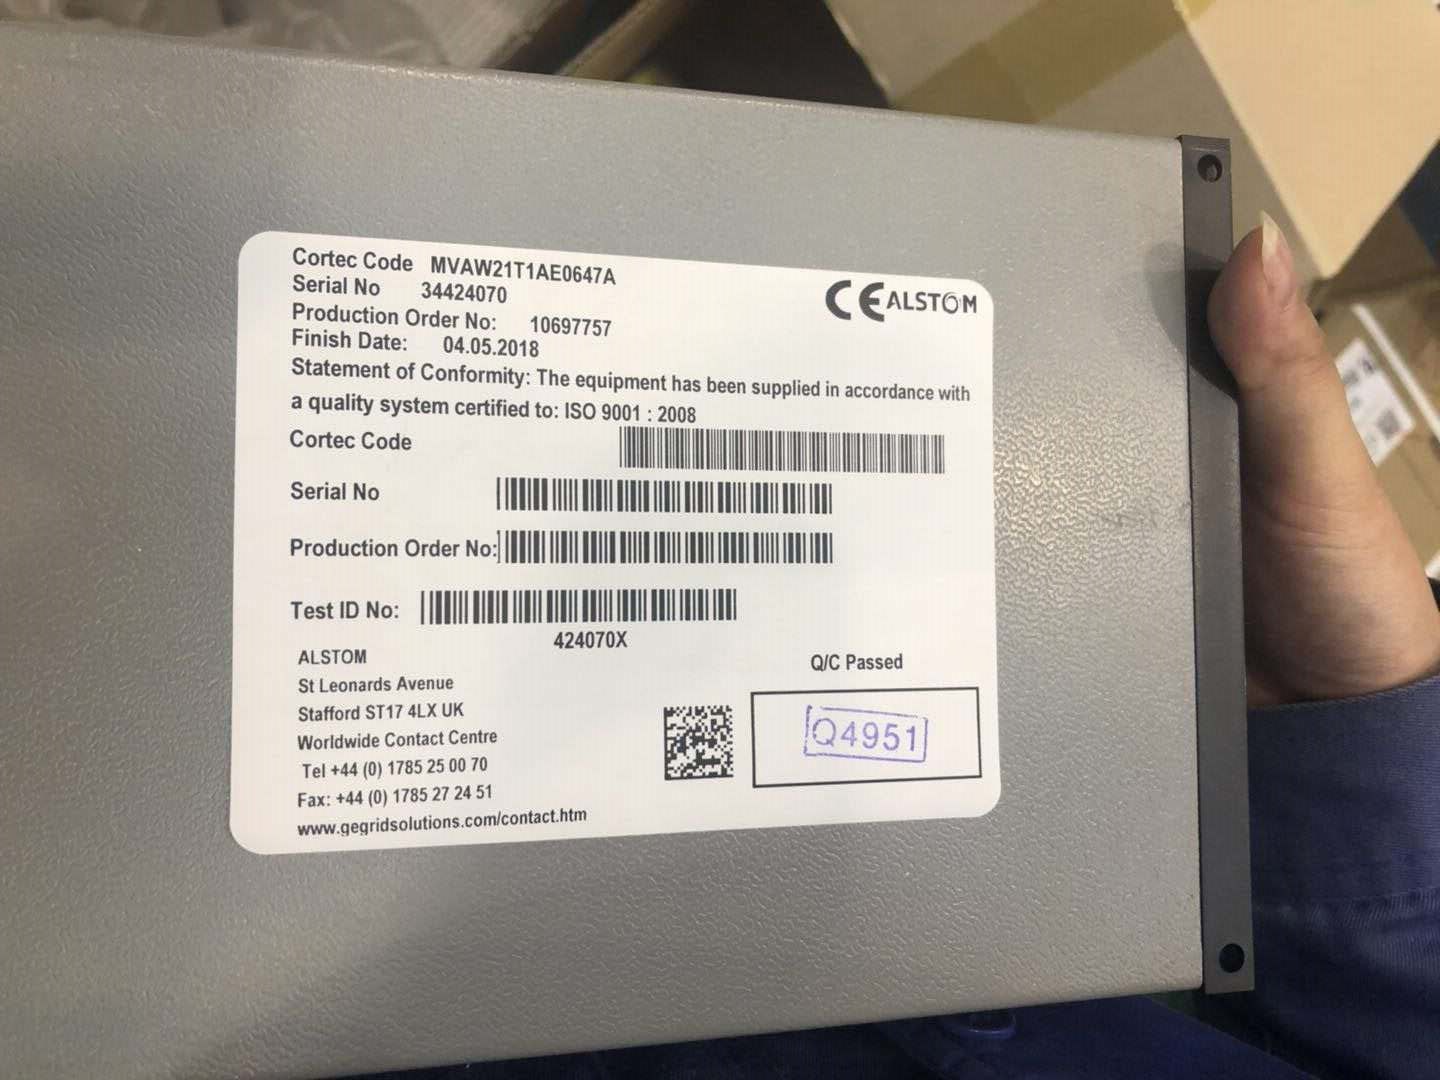 Cortec Code MVAW21T1AE0647A
Serial No 34424070
Production Order No: 10697757
Finish Date: 04.05.2018
CE ALSTOM
Statement of Conformity: The equipment has been supplied in accordance with
a quality system certified to: ISO 9001 : 2008
Cortec Code
Serial No
Production Order No:
Test ID No:
424070X
ALSTOM
St Leonards Avenue
Stafford ST17 4LX UK
Worldwide Contact Centre
Tel +44 (0) 1785 25 00 70
Fax: +44 (0) 1785 27 24 51
www.gegridsolutions.com/contact.htm
Q/C Passed
Q4951